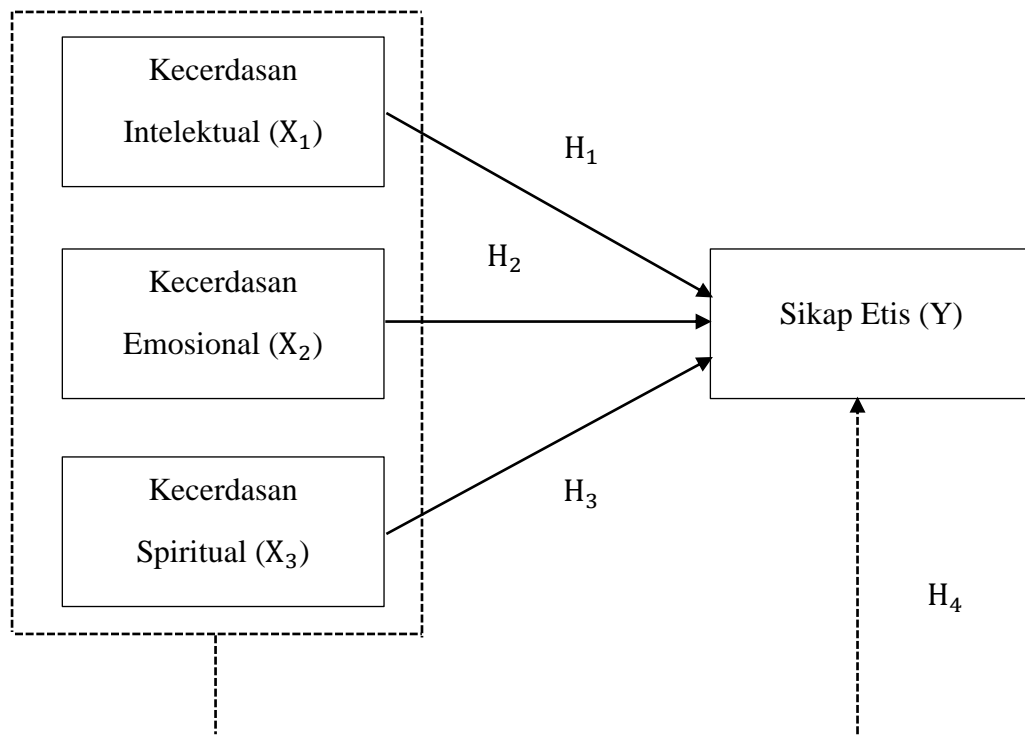 Kecerdasan
Intelektual (X₁)
H₁
H₂
Kecerdasan
Emosional (X₂)
Sikap Etis (Y)
Kecerdasan
Spiritual (X₃)
H₃
H₄